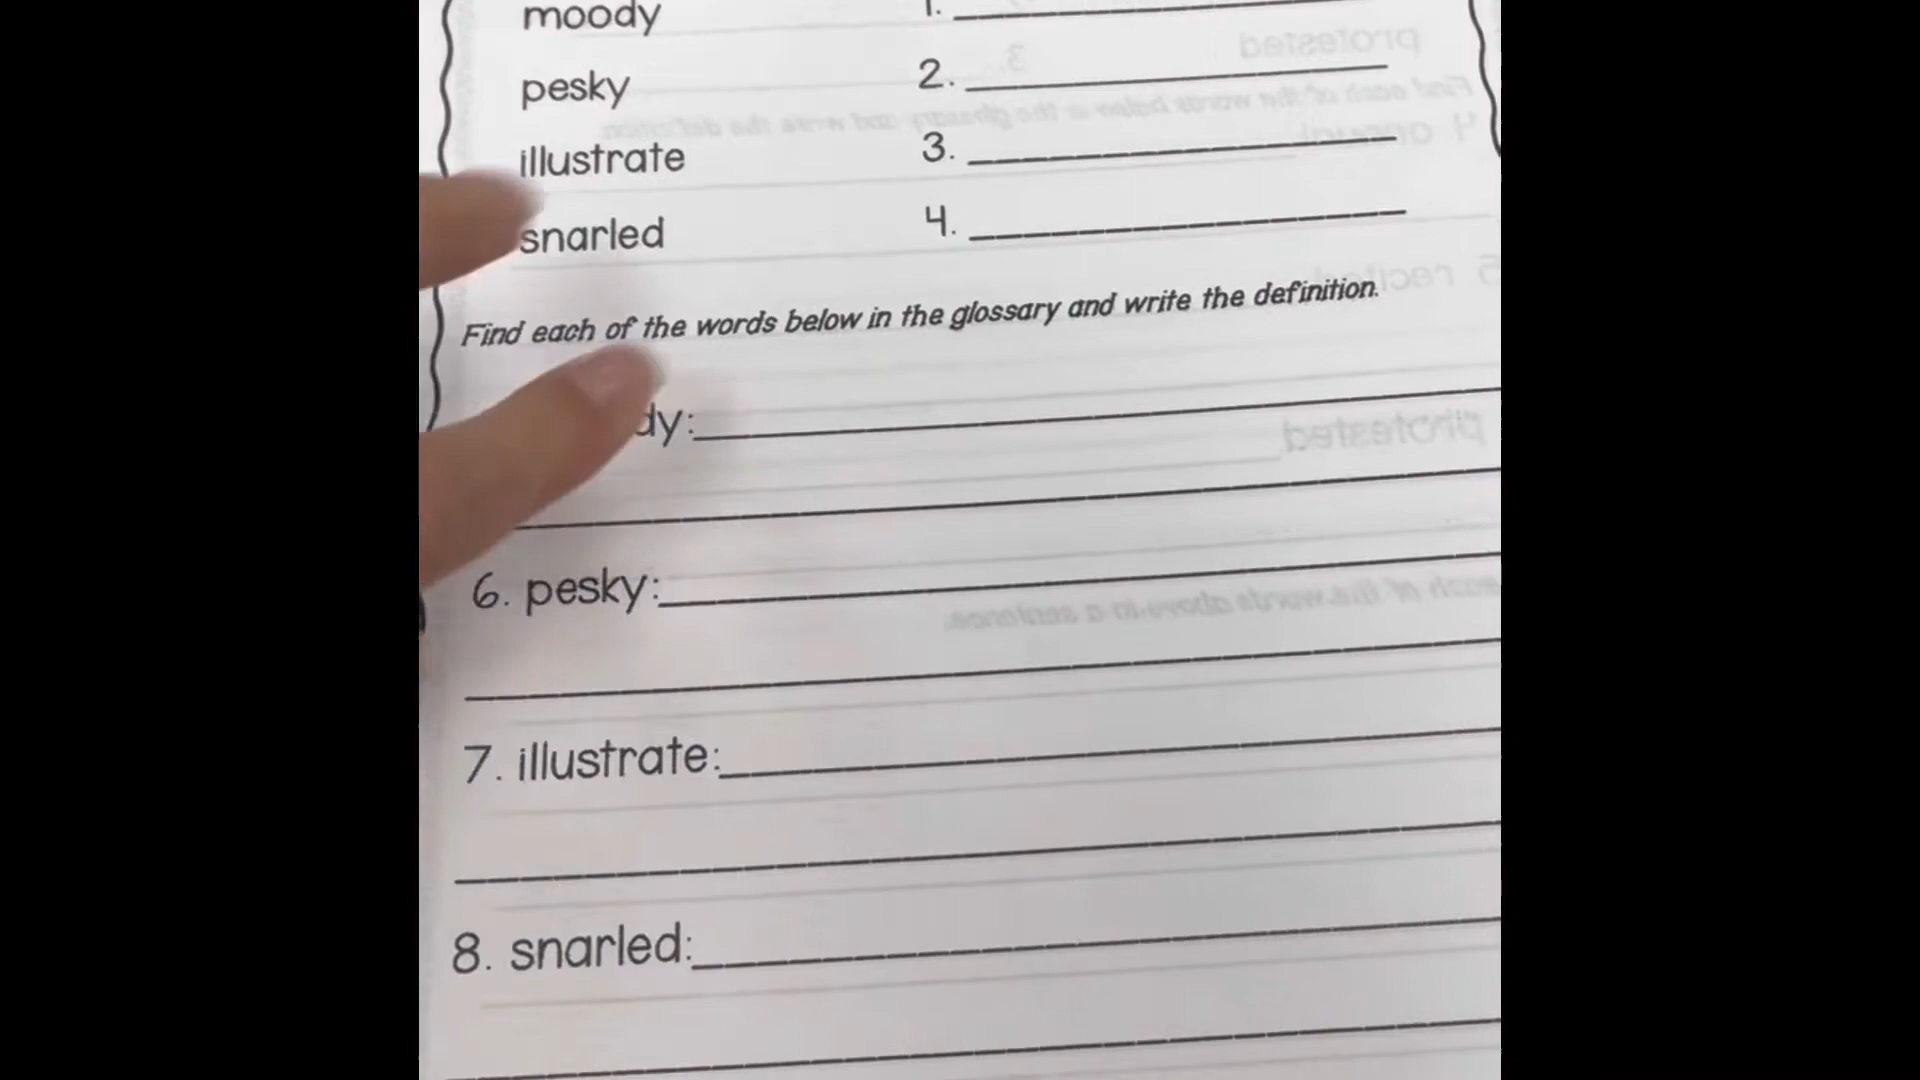 moody 1.
pesky 2.
illustrate 3.
snarled 4.
Find each of the words below in the glossary and write the definition.
dy:
6. pesky:
7. illustrate:
8. snarled: